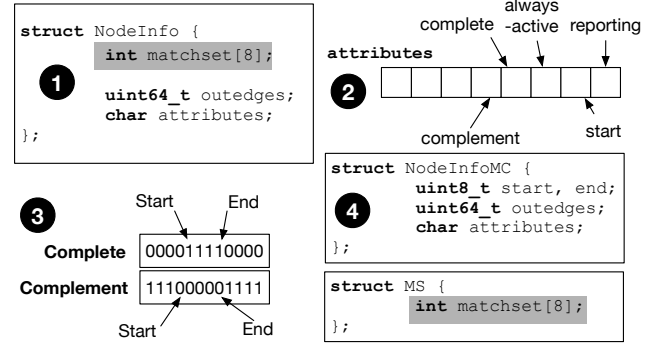 struct NodeInfo {
int matchset[8];
uint64_t outedges;
char attributes;
};
1
always
complete -active reporting
attributes
2
complement start
3
Start End
Complete 000011110000
Complement 111000001111
Start End
struct NodeInfoMC {
uint8_t start, end;
uint64_t outedges;
char attributes;
};
4
struct MS {
int matchset[8];
};